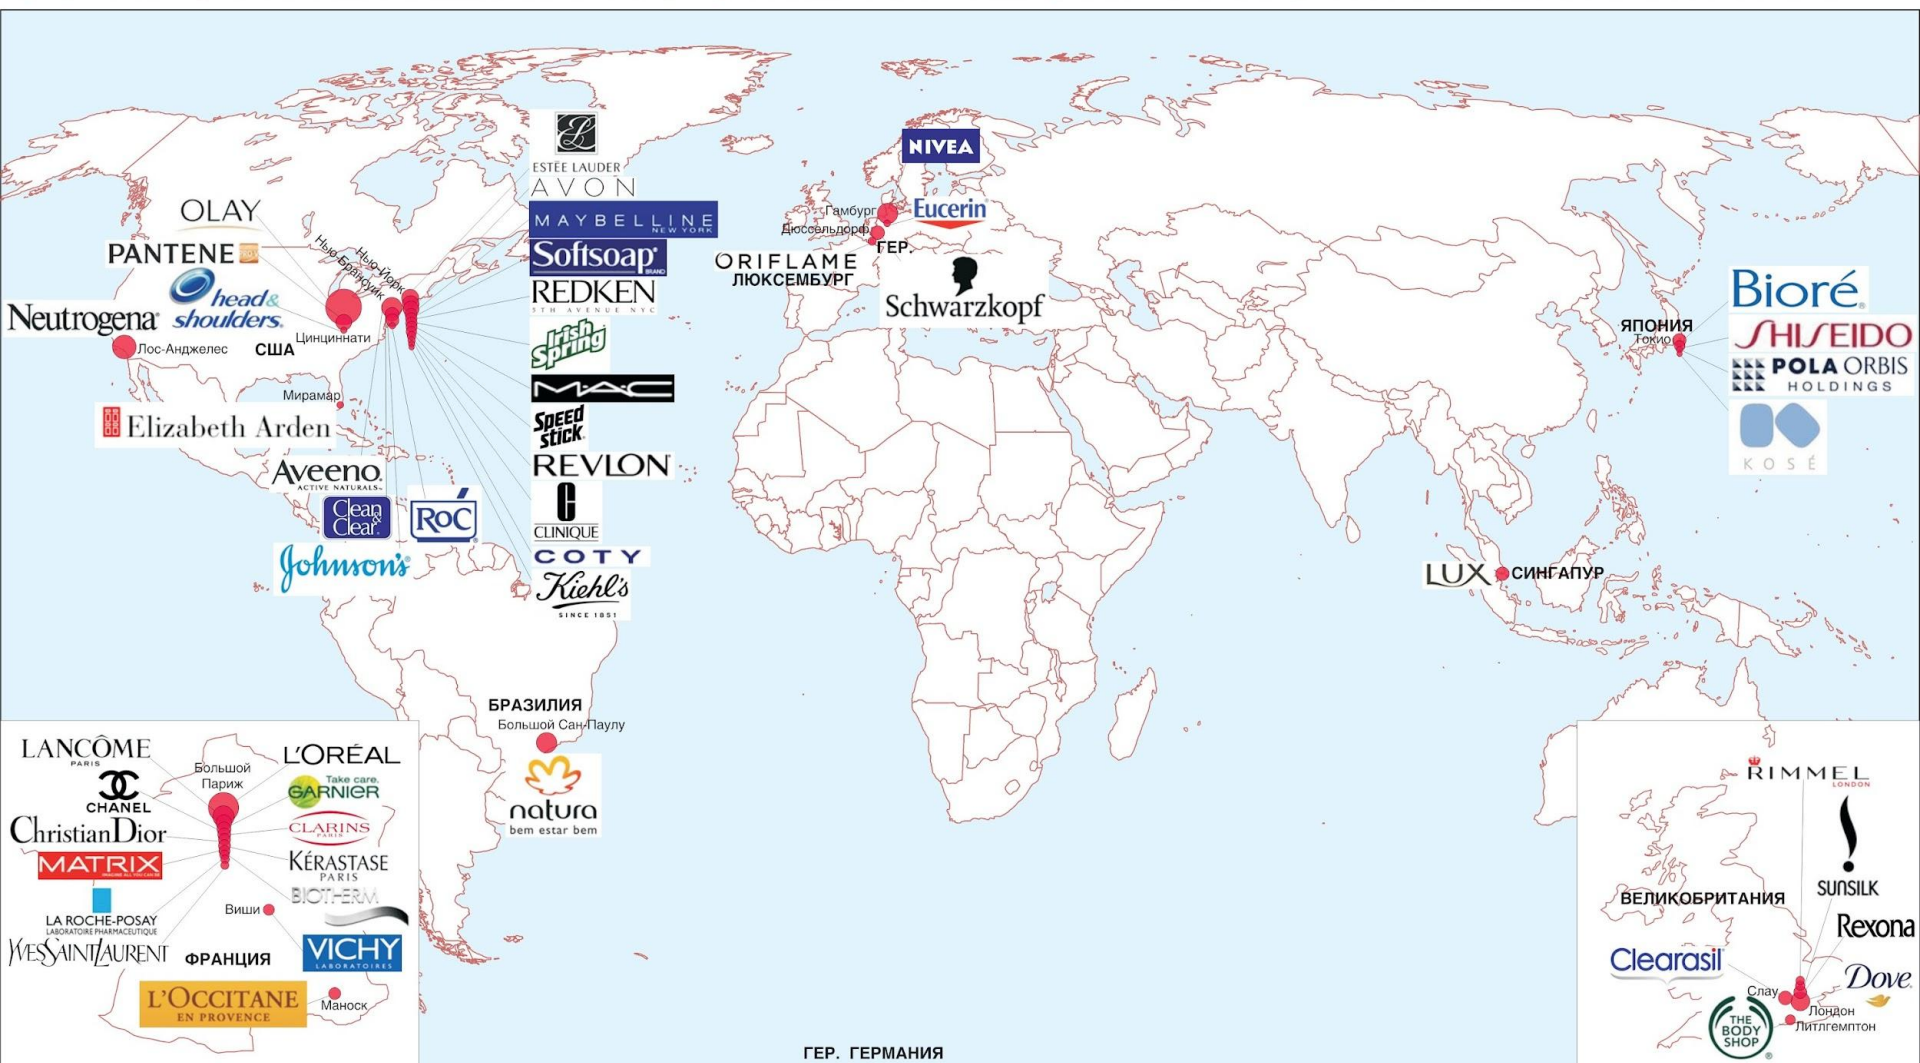 ESTĒE LAUDER
AVON
MAYBELLINE
NEW YORK
Softsoap®
BRAND
REDKEN
5TH AVENUE NYC
Irish
Spring
M·A·C
Speed
Stick
REVLON
CLINIQUE
COTY
Kiehl's
SINCE 1851
OLAY
PANTENE
head &
shoulders®
Neutrogena®
Нью-Йорк
Нью-Брансуик
Цинциннати
Лос-Анджелес
США
Мирамар
Elizabeth Arden
Aveeno®
ACTIVE NATURALS™
Clean &
Clear®
RoC®
Johnson's®
NIVEA
Гамбург
Eucerin®
Дюссельдорф
ГЕР.
ORIFLAME
ЛЮКСЕМБУРГ
Schwarzkopf
Bioré®
ЯПОНИЯ
Токио
SHISEIDO
POLA ORBIS
HOLDINGS
KOSÉ
LUX
СИНГАПУР
БРАЗИЛИЯ
Большой Сан-Паулу
natura
bem estar bem
LANCÔME
PARIS
Большой
Париж
L'ORÉAL
CHANEL
Take care.
GARNIER
Christian Dior
CLARINS
PARIS
MATRIX
KÉRASTASE
PARIS
BIOTHERM
LA ROCHE-POSAY
LABORATOIRE PHARMACEUTIQUE
Виши
YVESSAINTLAURENT
ФРАНЦИЯ
VICHY
LABORATOIRES
L'OCCITANE
EN PROVENCE
Маноск
RIMMEL
LONDON
SUNSILK
ВЕЛИКОБРИТАНИЯ
Rexona
Clearasil®
Dove
Слау
Лондон
Литлгемптон
THE
BODY
SHOP
®
ГЕР. ГЕРМАНИЯ